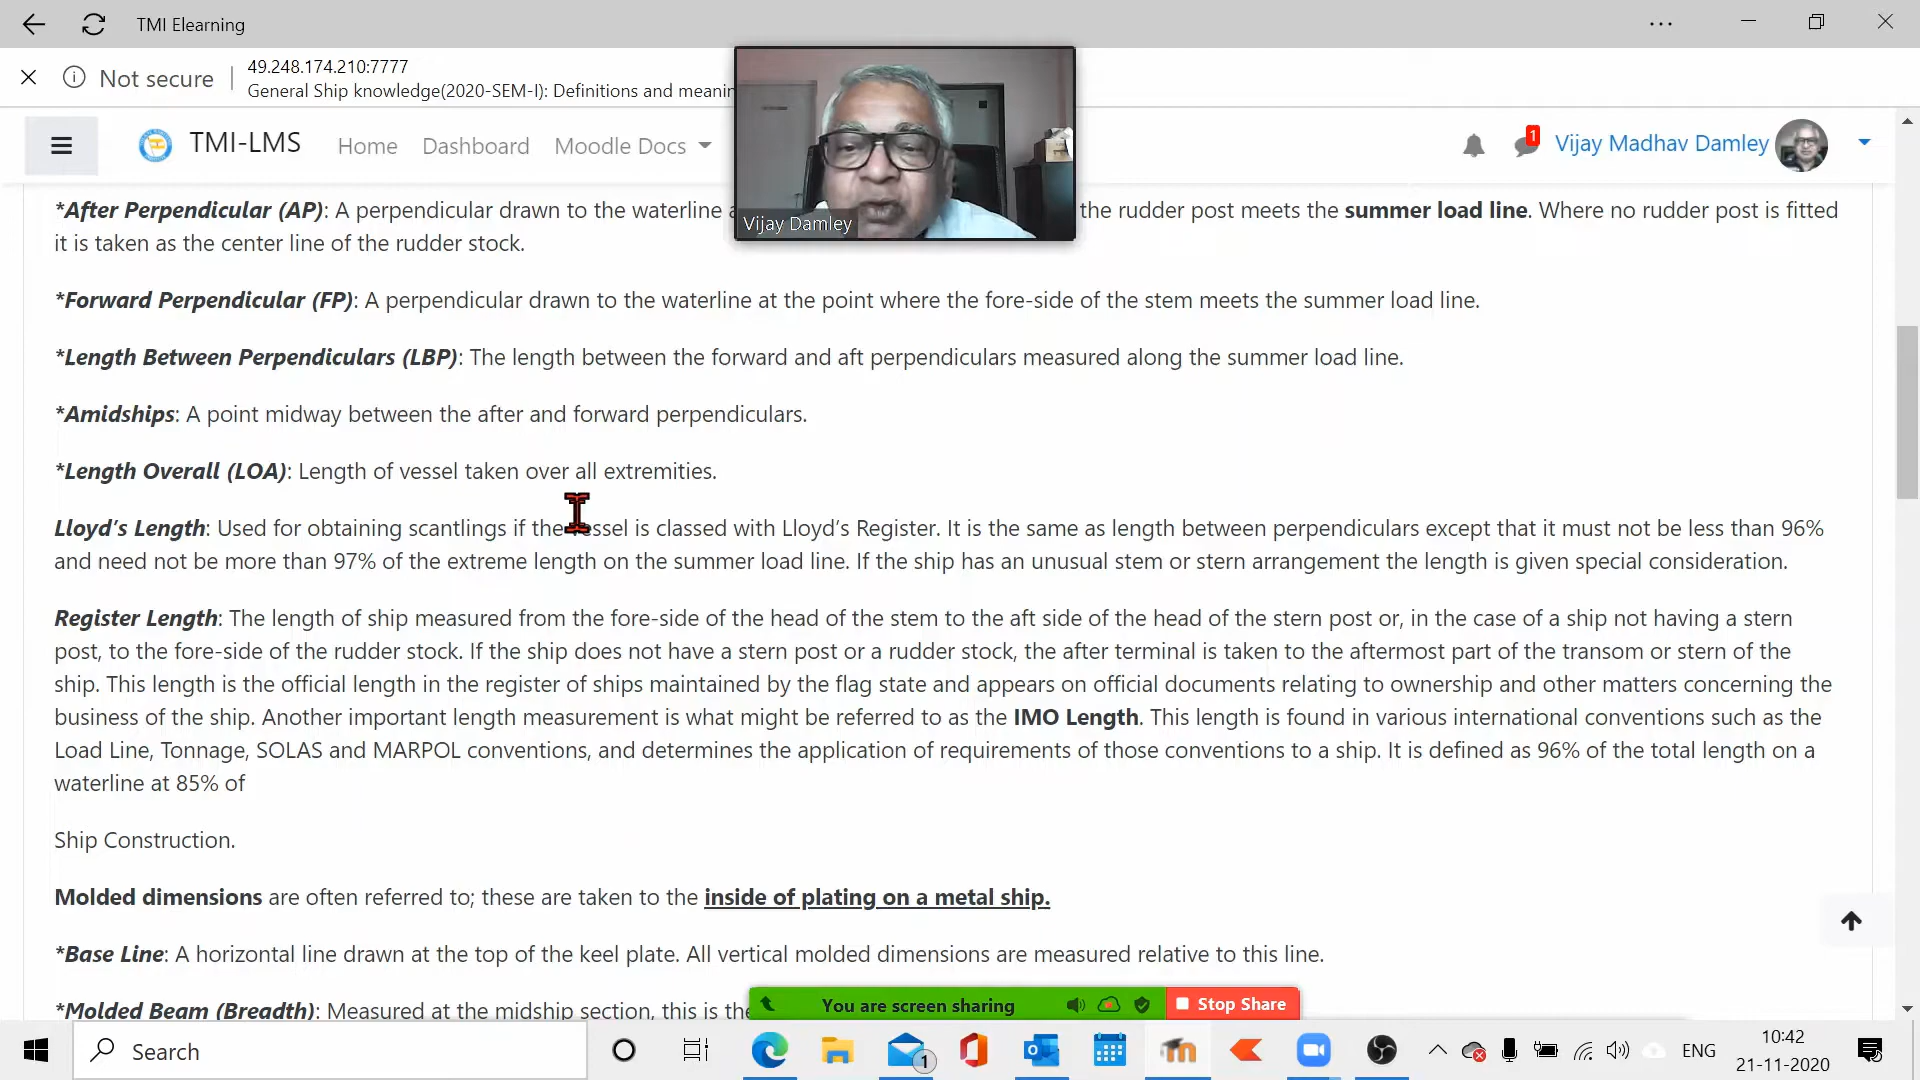 TMI Elearning
Not secure
49.248.174.210:7777
General Ship knowledge(2020-SEM-I): Definitions and meanin
TMI-LMS
Home
Dashboard
Moodle Docs
1
Vijay Madhav Damley
Vijay Damley
*After Perpendicular (AP): A perpendicular drawn to the waterline the rudder post meets the summer load line. Where no rudder post is fitted
it is taken as the center line of the rudder stock.
*Forward Perpendicular (FP): A perpendicular drawn to the waterline at the point where the fore-side of the stem meets the summer load line.
*Length Between Perpendiculars (LBP): The length between the forward and aft perpendiculars measured along the summer load line.
*Amidships: A point midway between the after and forward perpendiculars.
*Length Overall (LOA): Length of vessel taken over all extremities.
Lloyd’s Length: Used for obtaining scantlings if the vessel is classed with Lloyd’s Register. It is the same as length between perpendiculars except that it must not be less than 96%
and need not be more than 97% of the extreme length on the summer load line. If the ship has an unusual stem or stern arrangement the length is given special consideration.
Register Length: The length of ship measured from the fore-side of the head of the stem to the aft side of the head of the stern post or, in the case of a ship not having a stern
post, to the fore-side of the rudder stock. If the ship does not have a stern post or a rudder stock, the after terminal is taken to the aftermost part of the transom or stern of the
ship. This length is the official length in the register of ships maintained by the flag state and appears on official documents relating to ownership and other matters concerning the
business of the ship. Another important length measurement is what might be referred to as the IMO Length. This length is found in various international conventions such as the
Load Line, Tonnage, SOLAS and MARPOL conventions, and determines the application of requirements of those conventions to a ship. It is defined as 96% of the total length on a
waterline at 85% of
Ship Construction.
Molded dimensions are often referred to; these are taken to the inside of plating on a metal ship.
*Base Line: A horizontal line drawn at the top of the keel plate. All vertical molded dimensions are measured relative to this line.
*Molded Beam (Breadth): Measured at the midship section, this is the
You are screen sharing
Stop Share
Search
1
ENG
10:42
21-11-2020